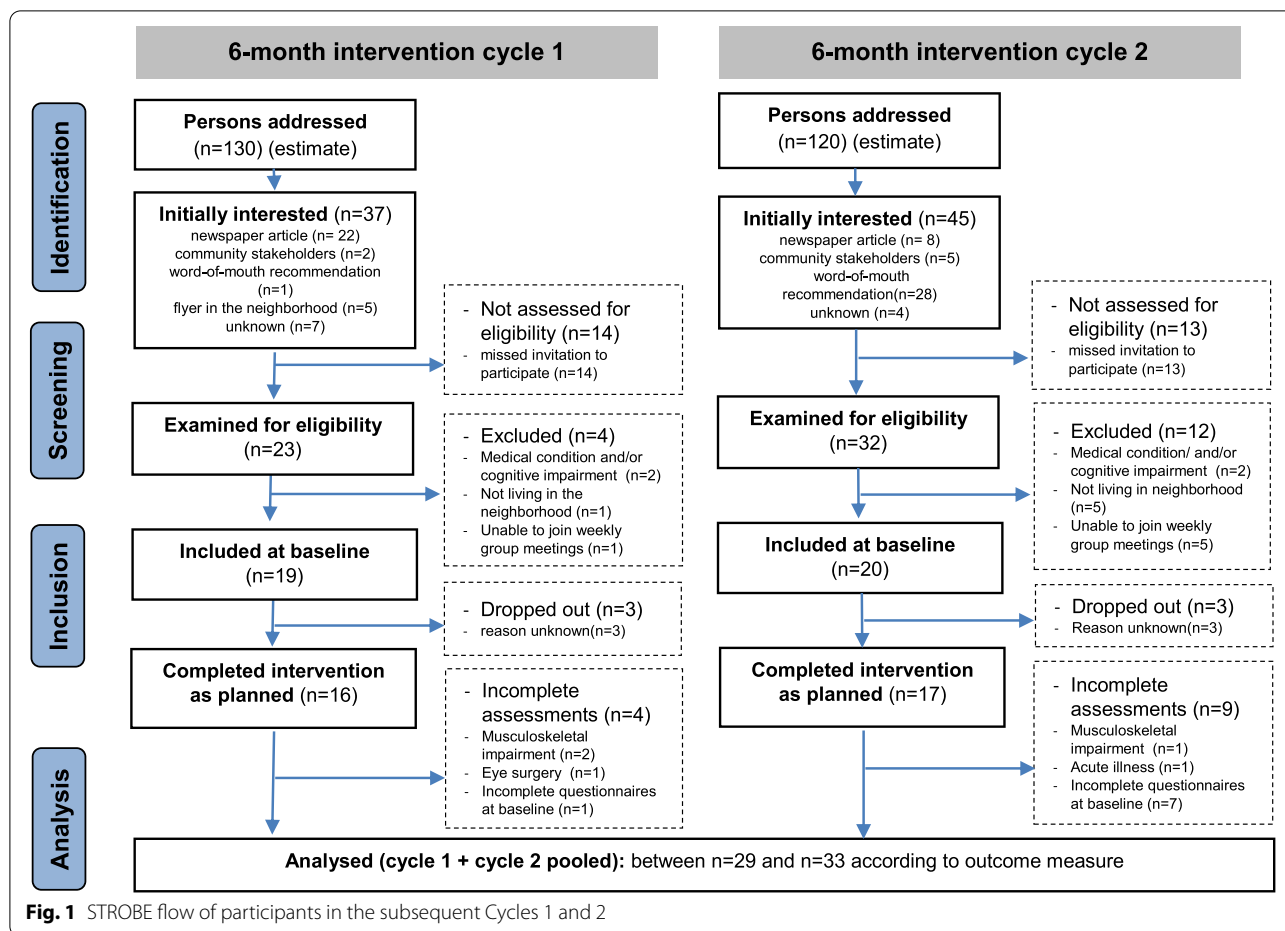 6-month intervention cycle 1
6-month intervention cycle 2
Identification
Screening
Inclusion
Analysis
Persons addressed
(n=130) (estimate)
Initially interested (n=37)
newspaper article (n= 22)
community stakeholders (n=2)
word-of-mouth recommendation
(n=1)
flyer in the neighborhood (n=5)
unknown (n=7)
- Not assessed for
eligibility (n=14)
- missed invitation to
participate (n=14)
Examined for eligibility
(n=23)
- Excluded (n=4)
- Medical condition and/or
cognitive impairment (n=2)
- Not living in the
neighborhood (n=1)
- Unable to join weekly
group meetings (n=1)
Included at baseline
(n=19)
- Dropped out (n=3)
- reason unknown(n=3)
Completed intervention
as planned (n=16)
- Incomplete
assessments (n=4)
- Musculoskeletal
impairment (n=2)
- Eye surgery (n=1)
- Incomplete questionnaires
at baseline (n=1)
Persons addressed
(n=120) (estimate)
Initially interested (n=45)
newspaper article (n= 8)
community stakeholders (n=5)
word-of-mouth
recommendation(n=28)
unknown (n=4)
- Not assessed for
eligibility (n=13)
- missed invitation to
participate (n=13)
Examined for eligibility
(n=32)
- Excluded (n=12)
- Medical condition/ and/or
cognitive impairment (n=2)
- Not living in neighborhood
(n=5)
- Unable to join weekly
group meetings (n=5)
Included at baseline
(n=20)
- Dropped out (n=3)
- Reason unknown(n=3)
Completed intervention
as planned (n=17)
- Incomplete
assessments (n=9)
- Musculoskeletal
impairment (n=1)
- Acute illness (n=1)
- Incomplete questionnaires
at baseline (n=7)
Analysed (cycle 1 + cycle 2 pooled): between n=29 and n=33 according to outcome measure
Fig. 1 STROBE flow of participants in the subsequent Cycles 1 and 2